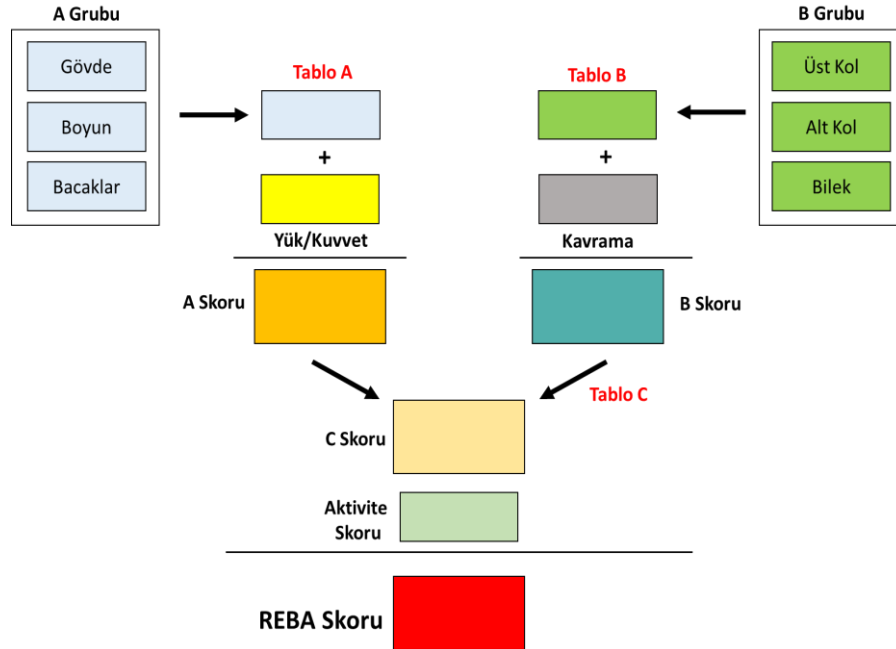 A Grubu
B Grubu
Gövde
Boyun
Bacaklar
Tablo A
Tablo B
Üst Kol
Alt Kol
Bilek
+
+
Yük/Kuvvet
Kavrama
A Skoru
B Skoru
Tablo C
C Skoru
Aktivite
Skoru
REBA Skoru